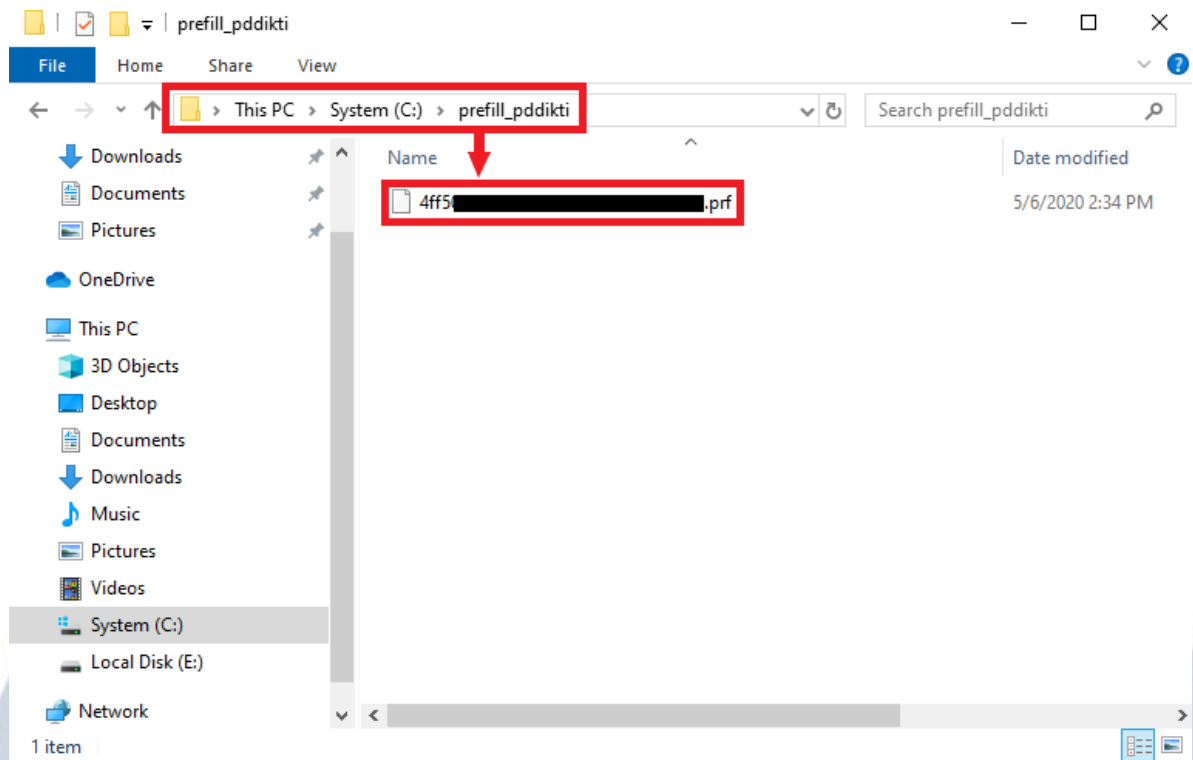 prefill_pddikti
File Home Share View
This PC > System (C:) > prefill_pddikti
Search prefill_pddikti
Name Date modified
4ff5 .prf 5/6/2020 2:34 PM
Downloads
Documents
Pictures
OneDrive
This PC
3D Objects
Desktop
Documents
Downloads
Music
Pictures
Videos
System (C:)
Local Disk (E:)
Network
1 item